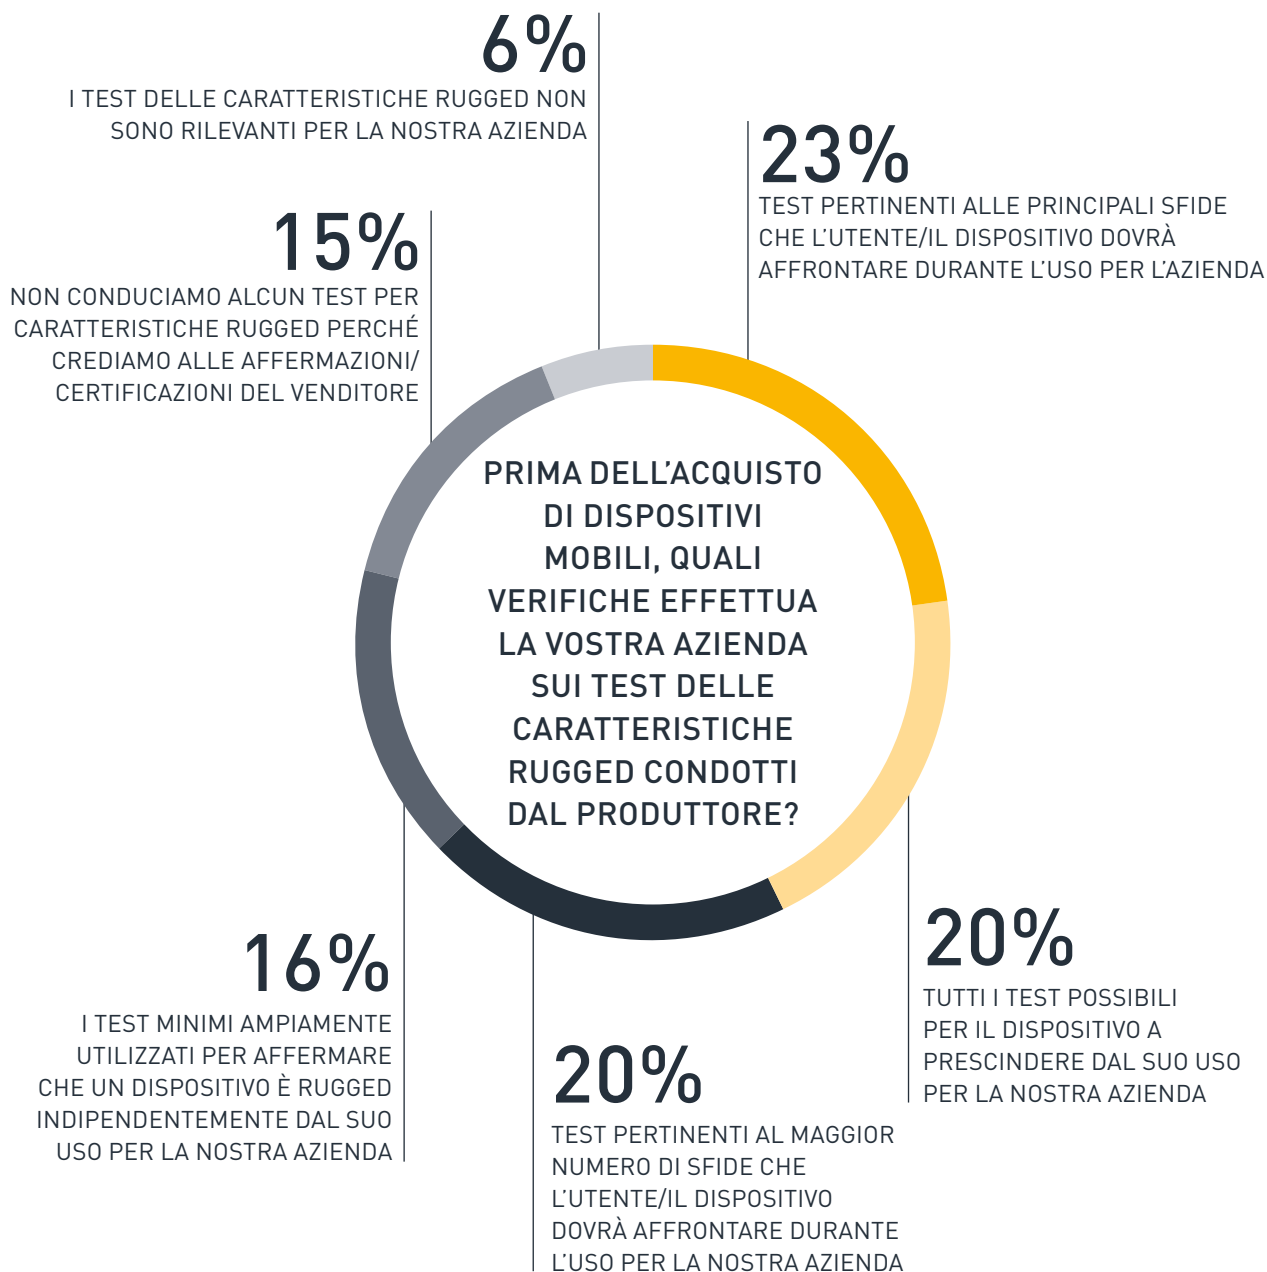 6%
I TEST DELLE CARATTERISTICHE RUGGED NON
SONO RILEVANTI PER LA NOSTRA AZIENDA
23%
TEST PERTINENTI ALLE PRINCIPALI SFIDE
CHE L’UTENTE/IL DISPOSITIVO DOVRÀ
AFFRONTARE DURANTE L’USO PER L’AZIENDA
15%
NON CONDUCIAMO ALCUN TEST PER
CARATTERISTICHE RUGGED PERCHÉ
CREDIAMO ALLE AFFERMAZIONI/
CERTIFICAZIONI DEL VENDITORE
PRIMA DELL’ACQUISTO
DI DISPOSITIVI
MOBILI, QUALI
VERIFICHE EFFETTUA
LA VOSTRA AZIENDA
SUI TEST DELLE
CARATTERISTICHE
RUGGED CONDOTTI
DAL PRODUTTORE?
20%
TUTTI I TEST POSSIBILI
PER IL DISPOSITIVO A
PRESCINDERE DAL SUO USO
PER LA NOSTRA AZIENDA
16%
I TEST MINIMI AMPIAMENTE
UTILIZZATI PER AFFERMARE
CHE UN DISPOSITIVO È RUGGED
INDIPENDENTEMENTE DAL SUO
USO PER LA NOSTRA AZIENDA
20%
TEST PERTINENTI AL MAGGIOR
NUMERO DI SFIDE CHE
L’UTENTE/IL DISPOSITIVO
DOVRÀ AFFRONTARE DURANTE
L’USO PER LA NOSTRA AZIENDA